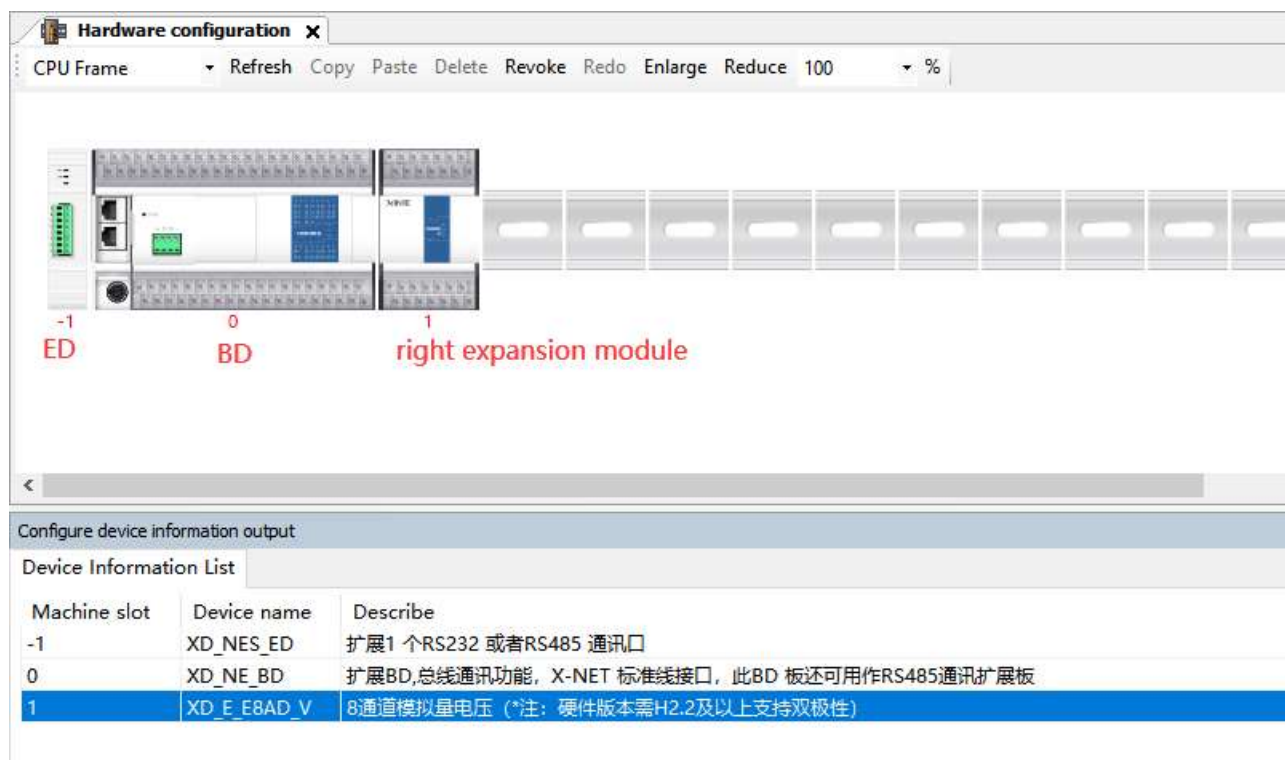 Hardware configuration
CPU Frame Refresh Copy Paste Delete Revoke Redo Enlarge Reduce 100 %
-1 0 1
ED BD right expansion module
Configure device information output
Device Information List
Machine slot Device name Describe
-1 XD_NES_ED 扩展1 个RS232 或者RS485 通讯口
0 XD_NE_BD 扩展BD,总线通讯功能，X-NET 标准线接口，此BD 板还可用作RS485通讯扩展板
1 XD_E_E8AD_V 8通道模拟量电压（*注：硬件版本需H2.2及以上支持双极性）